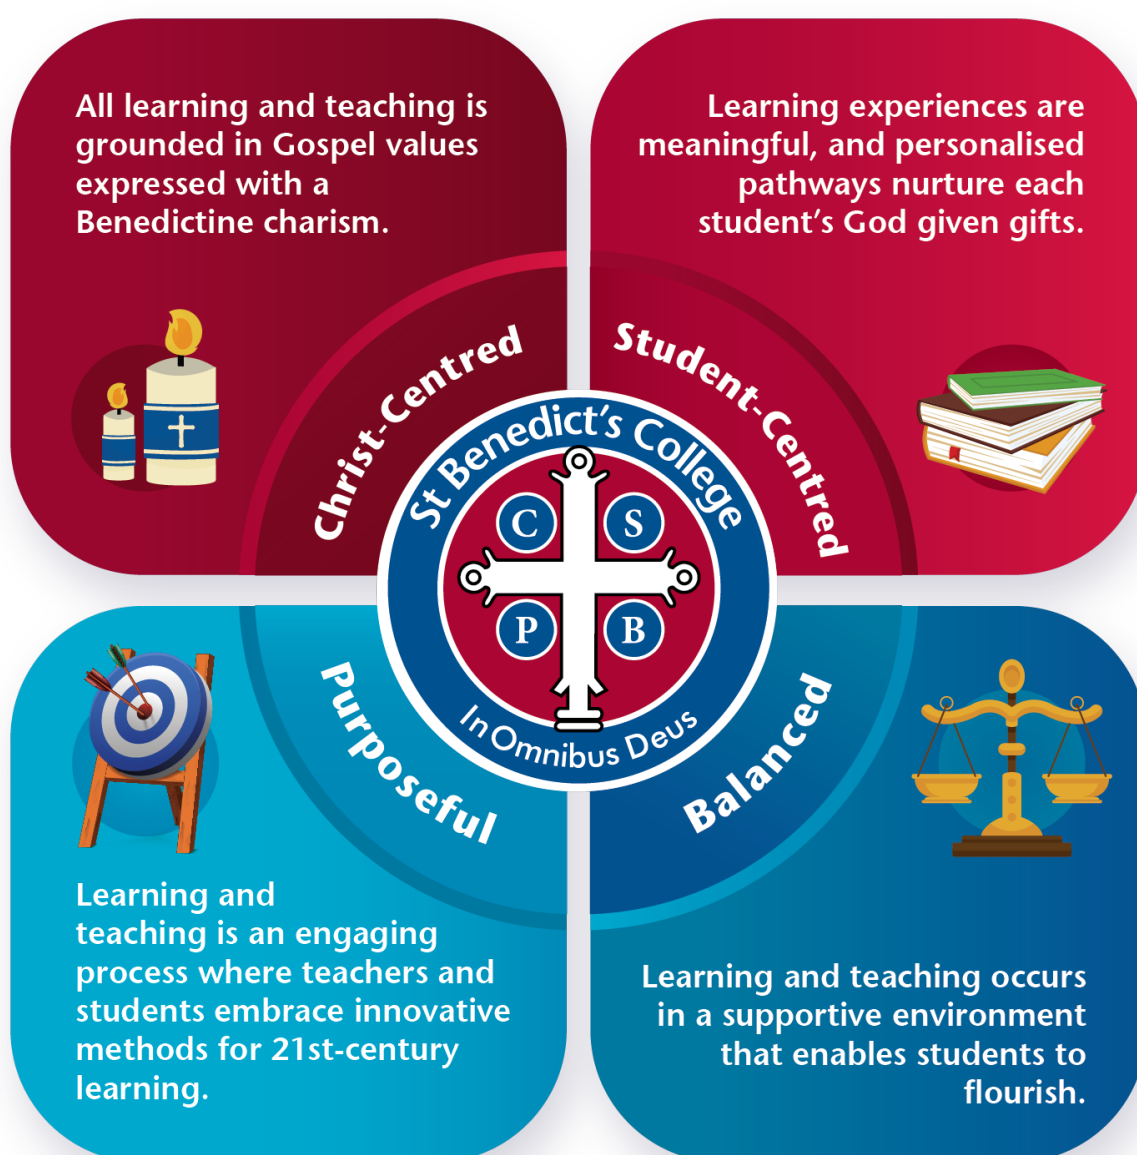 All learning and teaching is
grounded in Gospel values
expressed with a
Benedictine charism.
Christ-Centred
Learning experiences are
meaningful, and personalised
pathways nurture each
student’s God given gifts.
Student-Centred
St Benedict’s College
C
S
P
B
In Omnibus Deus
Purposeful
Learning and
teaching is an engaging
process where teachers and
students embrace innovative
methods for 21st-century
learning.
Balanced
Learning and teaching occurs
in a supportive environment
that enables students to
flourish.